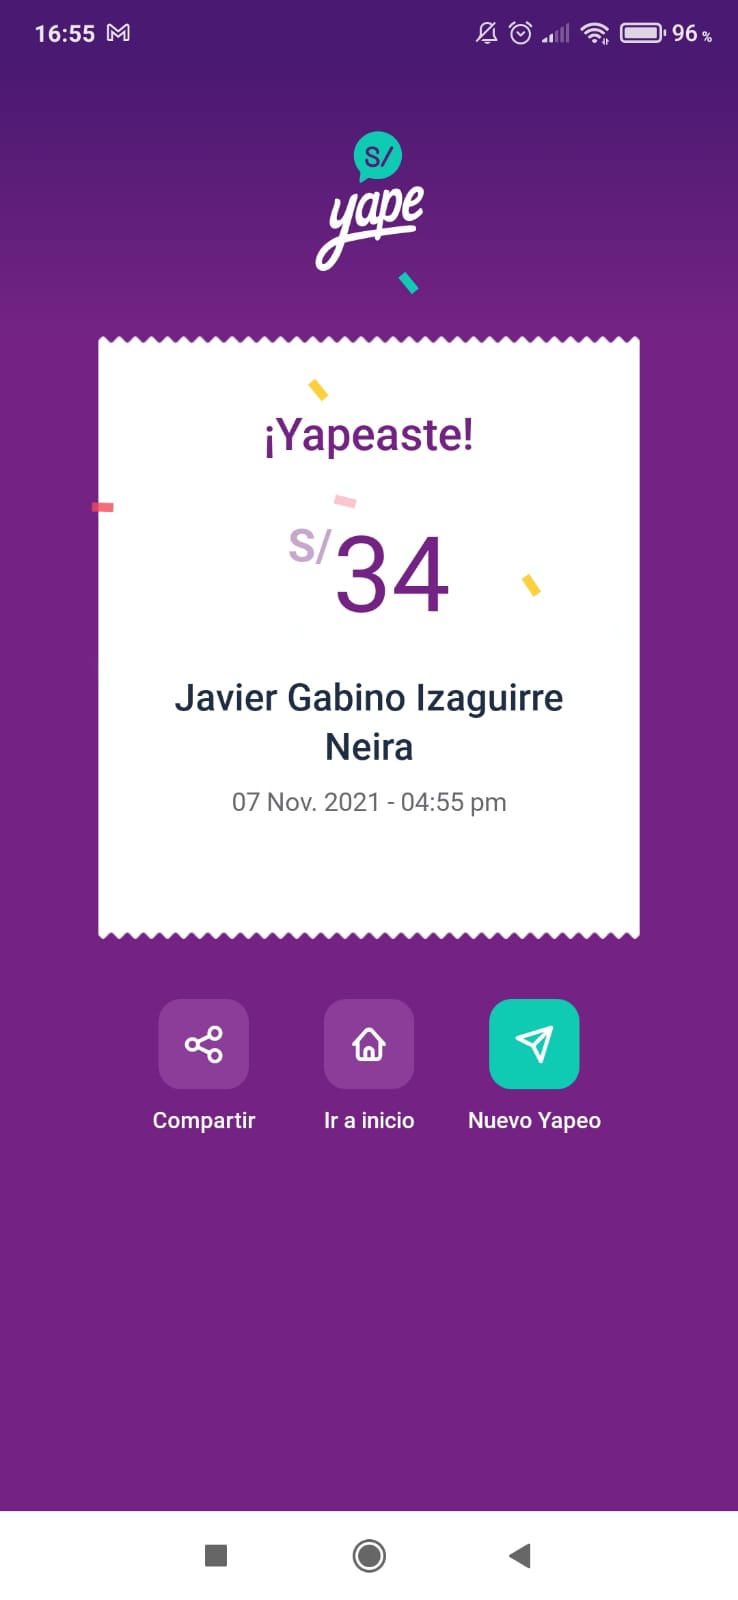 16:55 96 %
S/
yape
¡Yapeaste!
S/34
Javier Gabino Izaguirre
Neira
07 Nov. 2021 - 04:55 pm
Compartir Ir a inicio Nuevo Yapeo